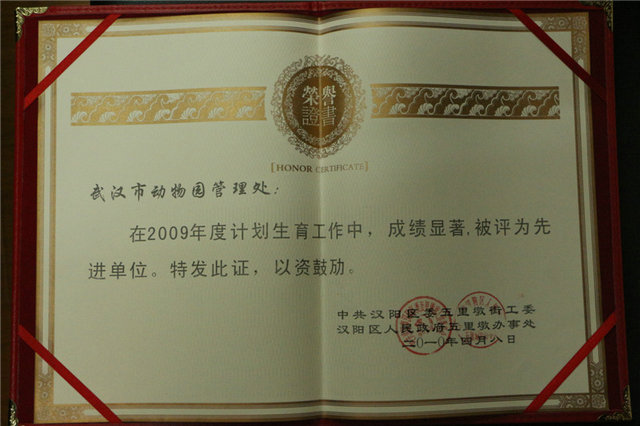 榮譽
證書
[HONOR CERTIFICATE]
武汉市动物园管理处：
在2009年度计划生育工作中，成绩显著,被评为先
进单位。特发此证，以资鼓励。
中共汉阳区委五里墩街工委
汉阳区人民政府五里墩办事处
二〇一〇年四月八日